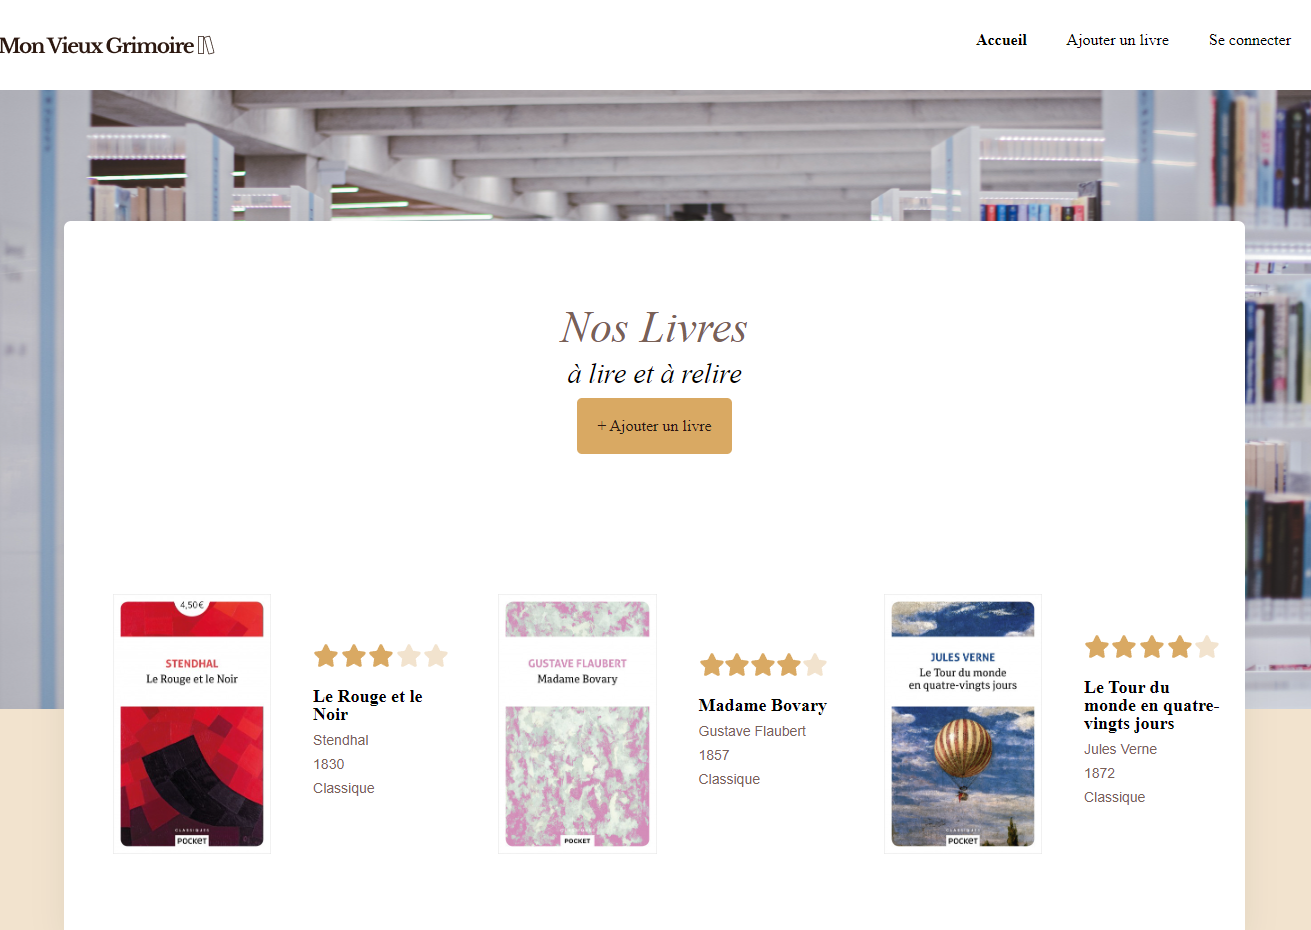 Mon Vieux Grimoire
Accueil
Ajouter un livre
Se connecter
Nos Livres
à lire et à relire
+ Ajouter un livre
4,50€
STENDHAL
Le Rouge et le Noir
CLASSIQUES
POCKET
Le Rouge et le
Noir
Stendhal
1830
Classique
GUSTAVE FLAUBERT
Madame Bovary
POCKET
Madame Bovary
Gustave Flaubert
1857
Classique
JULES VERNE
Le Tour du monde
en quatre-vingts jours
CLASSIQUES
POCKET
Le Tour du
monde en quatre-
vingts jours
Jules Verne
1872
Classique